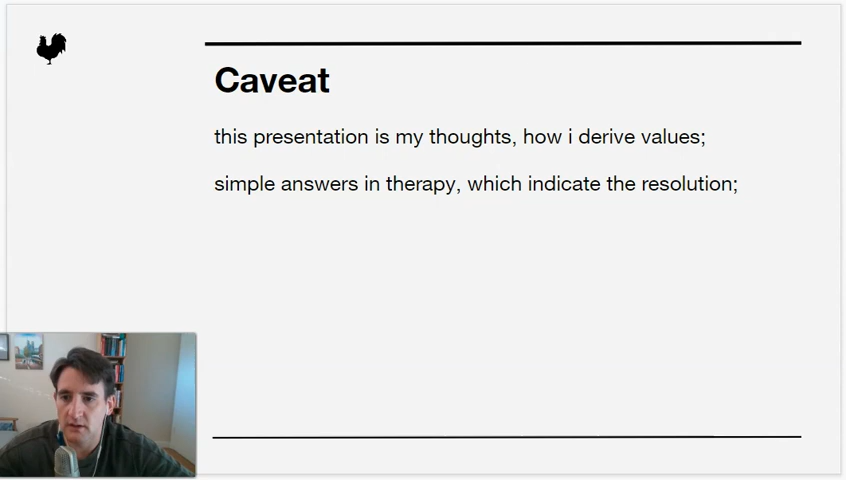 Caveat
this presentation is my thoughts, how i derive values;
simple answers in therapy, which indicate the resolution;